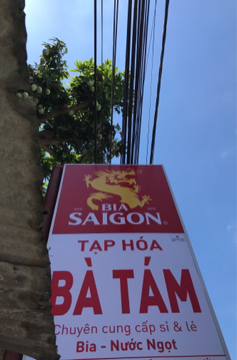 BIA
SAIGON
TẠP HÓA
BÀ TÁM
Chuyên cung cấp sỉ & lẻ
Bia - Nước Ngọt